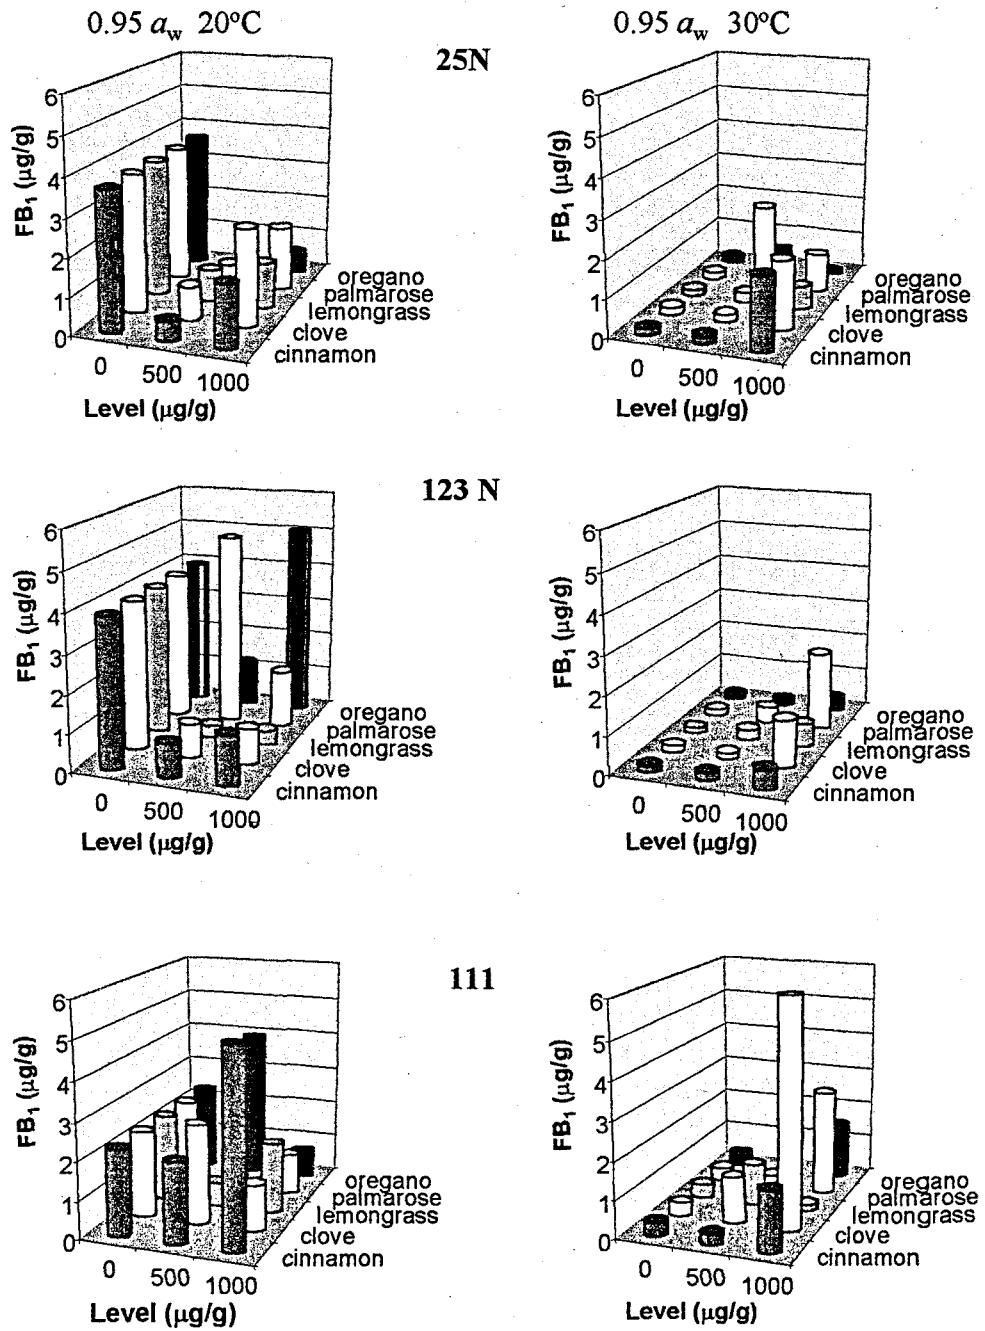 0.95 a_w 20°C
0.95 a_w 30°C
25N
FB₁ (µg/g)
6
5
4
3
2
1
0
0
500
1000
Level (µg/g)
oregano
palmarose
lemongrass
clove
cinnamon
FB₁ (µg/g)
6
5
4
3
2
1
0
0
500
1000
Level (µg/g)
oregano
palmarose
lemongrass
clove
cinnamon
123 N
FB₁ (µg/g)
6
5
4
3
2
1
0
0
500
1000
Level (µg/g)
oregano
palmarose
lemongrass
clove
cinnamon
FB₁ (µg/g)
6
5
4
3
2
1
0
0
500
1000
Level (µg/g)
oregano
palmarose
lemongrass
clove
cinnamon
111
FB₁ (µg/g)
6
5
4
3
2
1
0
0
500
1000
Level (µg/g)
oregano
palmarose
lemongrass
clove
cinnamon
FB₁ (µg/g)
6
5
4
3
2
1
0
0
500
1000
Level (µg/g)
oregano
palmarose
lemongrass
clove
cinnamon